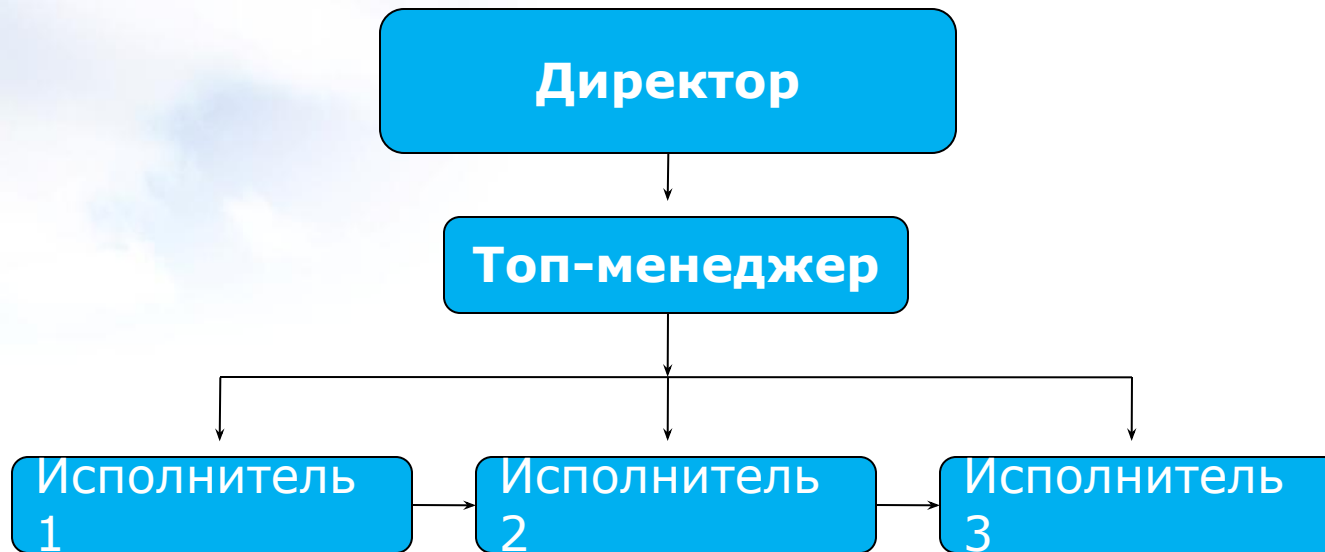 Директор
Топ-менеджер
Исполнитель
1
Исполнитель
2
Исполнитель
3